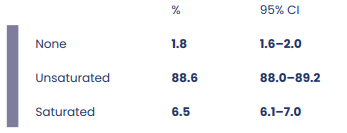 % 95% CI
None 1.8 1.6–2.0
Unsaturated 88.6 88.0–89.2
Saturated 6.5 6.1–7.0